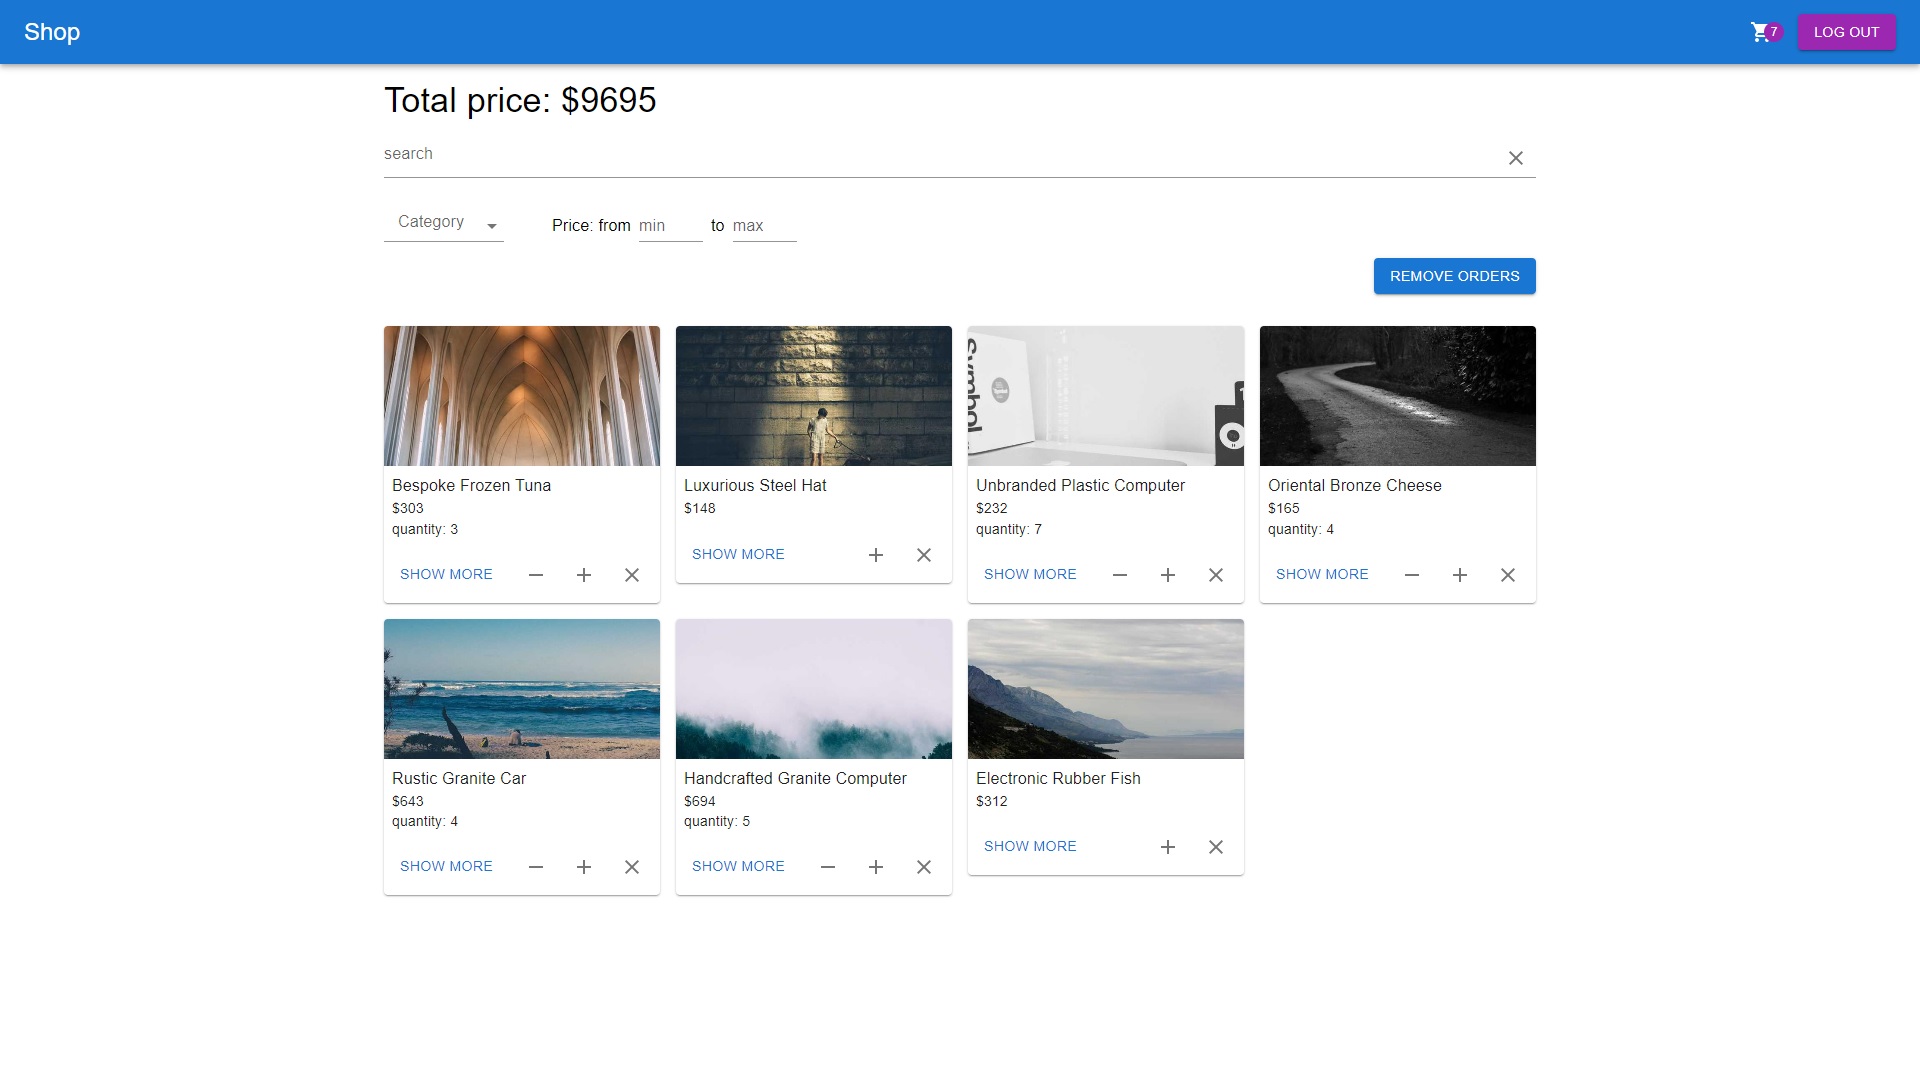 Shop
7
LOG OUT
Total price: $9695
search
Category
Price: from min to max
REMOVE ORDERS
Symbol
Bespoke Frozen Tuna
$303
quantity: 3
SHOW MORE
Luxurious Steel Hat
$148
SHOW MORE
Unbranded Plastic Computer
$232
quantity: 7
SHOW MORE
Oriental Bronze Cheese
$165
quantity: 4
SHOW MORE
Rustic Granite Car
$643
quantity: 4
SHOW MORE
Handcrafted Granite Computer
$694
quantity: 5
SHOW MORE
Electronic Rubber Fish
$312
SHOW MORE